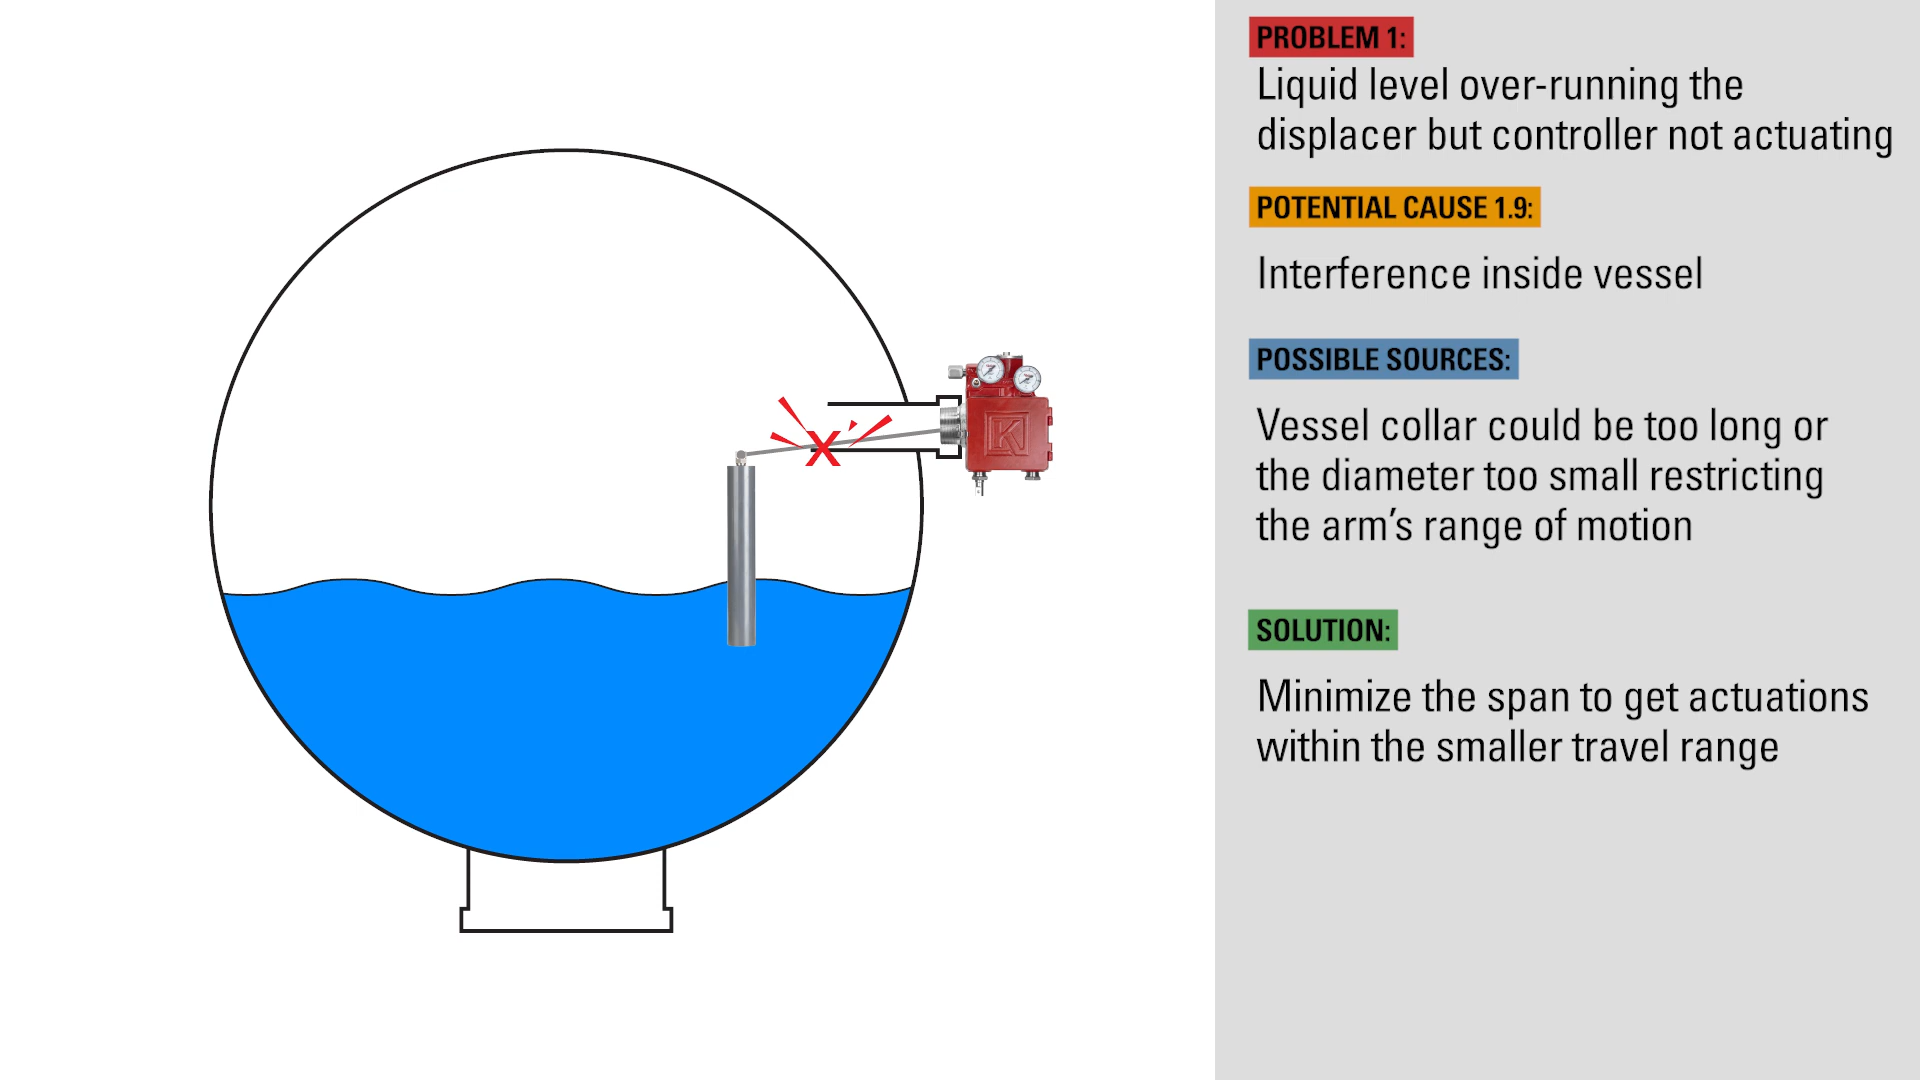 PROBLEM 1:
Liquid level over-running the
displacer but controller not actuating
POTENTIAL CAUSE 1.9:
Interference inside vessel
POSSIBLE SOURCES:
Vessel collar could be too long or
the diameter too small restricting
the arm’s range of motion
SOLUTION:
Minimize the span to get actuations
within the smaller travel range
X
K